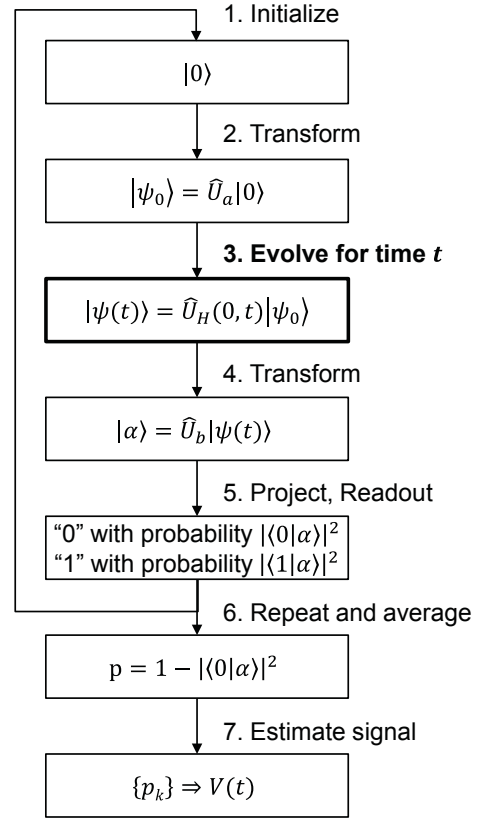 1. Initialize
|0⟩
2. Transform
|ψ₀⟩ = Û_a|0⟩
3. Evolve for time t
|ψ(t)⟩ = Û_H(0, t)|ψ₀⟩
4. Transform
|α⟩ = Û_b|ψ(t)⟩
5. Project, Readout
“0” with probability |⟨0|α⟩|²
“1” with probability |⟨1|α⟩|²
6. Repeat and average
p = 1 − |⟨0|α⟩|²
7. Estimate signal
{p_k} ⇒ V(t)